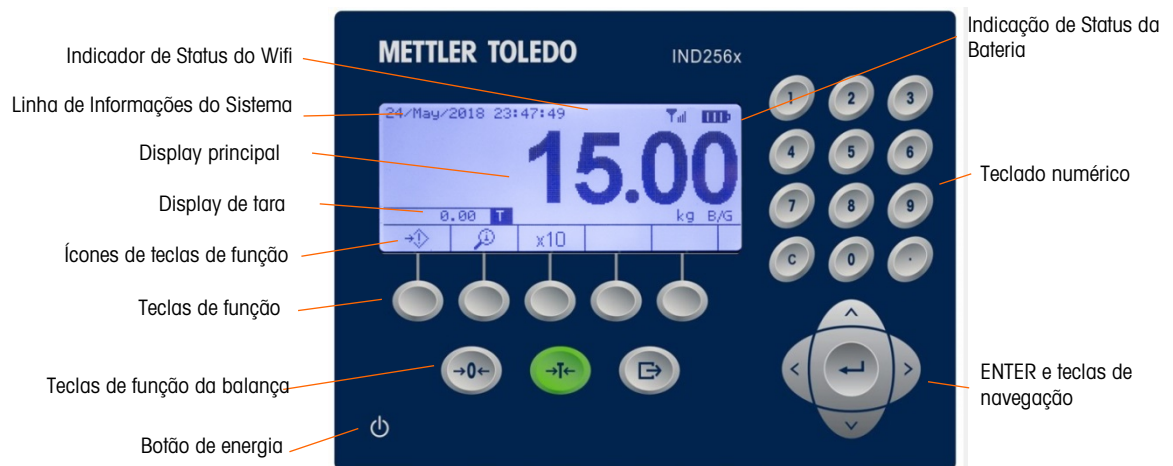 Indicador de Status do Wifi
Linha de Informações do Sistema
Display principal
Display de tara
Ícones de teclas de função
Teclas de função
Teclas de função da balança
Botão de energia
METTLER TOLEDO
IND256x
24/May/2018 23:47:49
15.00
0.00 T
kg B/G
x10
→0←
→T←
1 2 3
4 5 6
7 8 9
C 0 .
Indicação de Status da
Bateria
Teclado numérico
ENTER e teclas de
navegação